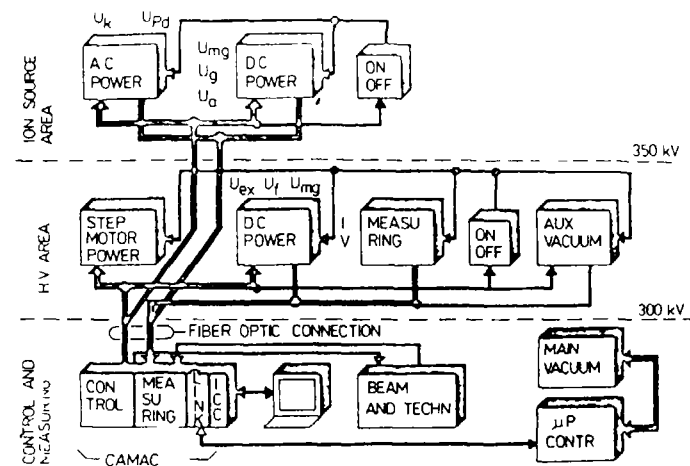 U_k U_Pd
AC
POWER
U_mg
U_g
U_a
DC
POWER
ON
OFF
ION SOURCE
AREA
350 kV
U_ex U_f U_mg
STEP
MOTOR
POWER
DC
POWER
I
V
MEASU
RING
ON
OFF
AUX
VACUUM
HV AREA
300 kV
FIBER OPTIC CONNECTION
CON
TROL
MEA
SU
RING
LINK
ICC
BEAM
AND TECHN
MAIN
VACUUM
μP
CONTR
CONTROL AND
MEASURING
CAMAC